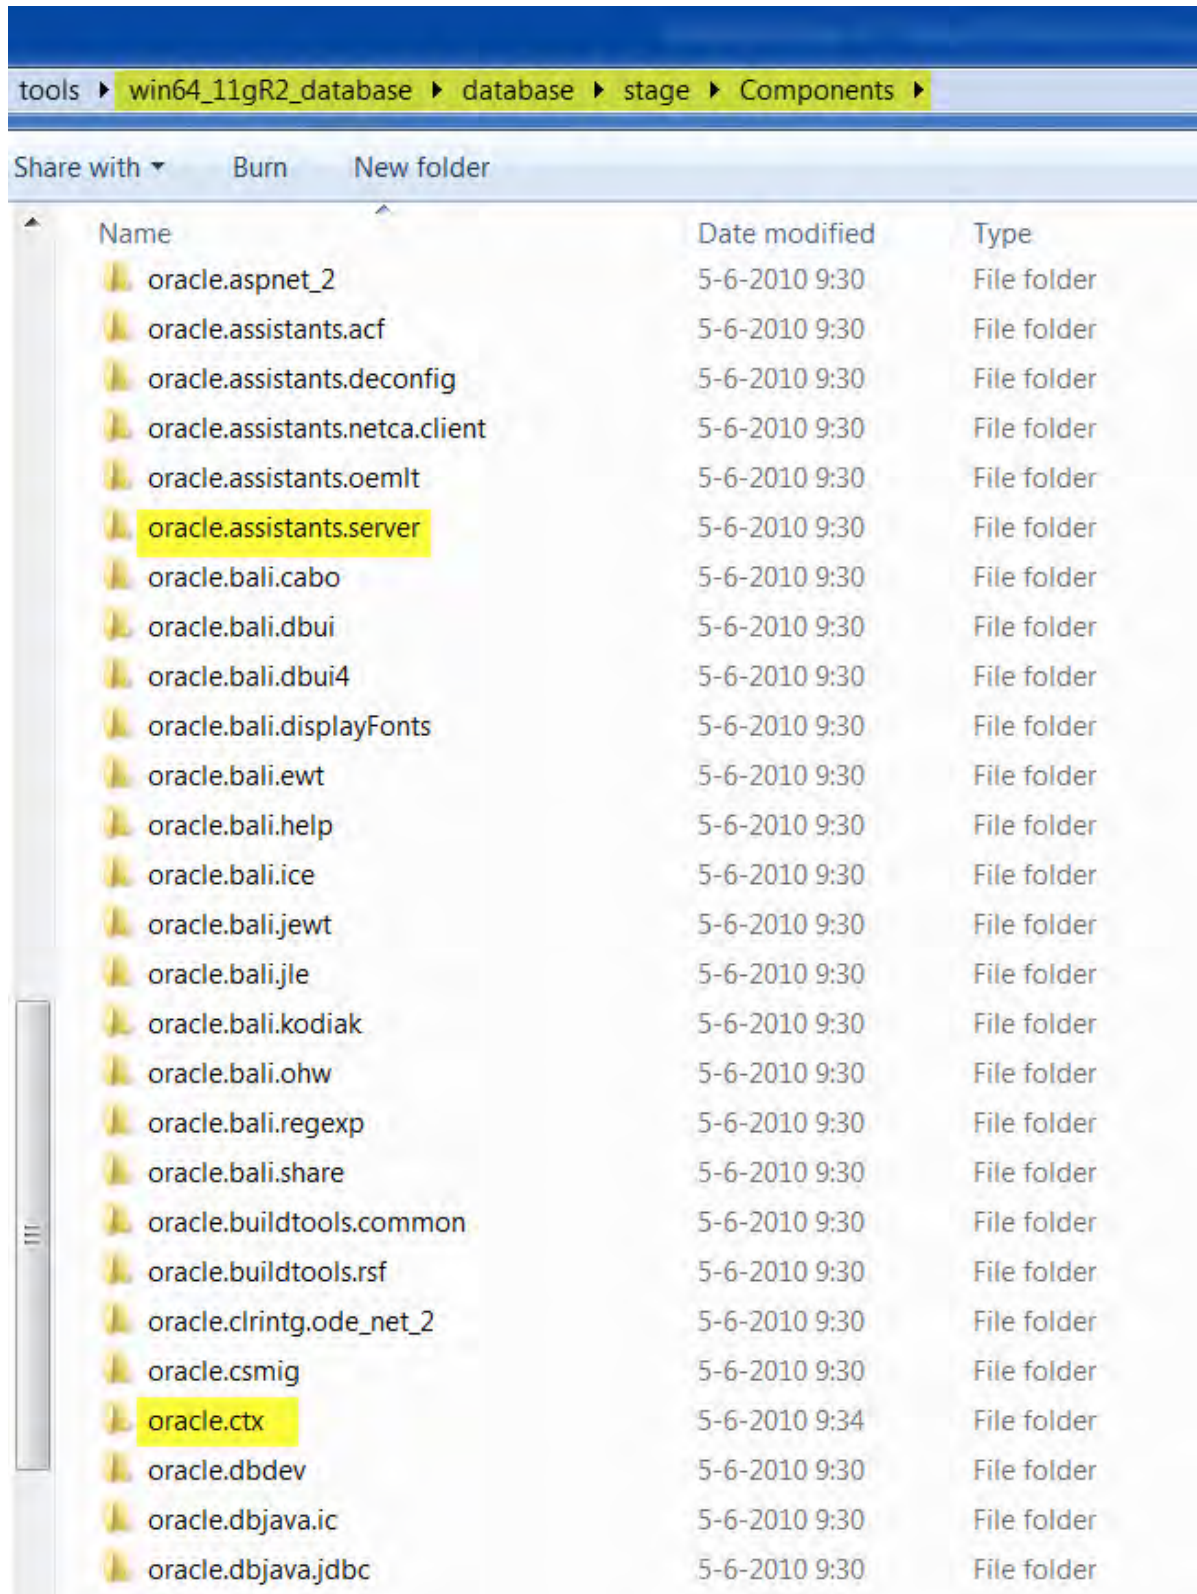 tools win64_11gR2_database database stage Components
Share with Burn New folder
Name Date modified Type
oracle.aspnet_2 5-6-2010 9:30 File folder
oracle.assistants.acf 5-6-2010 9:30 File folder
oracle.assistants.deconfig 5-6-2010 9:30 File folder
oracle.assistants.netca.client 5-6-2010 9:30 File folder
oracle.assistants.oemlt 5-6-2010 9:30 File folder
oracle.assistants.server 5-6-2010 9:30 File folder
oracle.bali.cabo 5-6-2010 9:30 File folder
oracle.bali.dbui 5-6-2010 9:30 File folder
oracle.bali.dbui4 5-6-2010 9:30 File folder
oracle.bali.displayFonts 5-6-2010 9:30 File folder
oracle.bali.ewt 5-6-2010 9:30 File folder
oracle.bali.help 5-6-2010 9:30 File folder
oracle.bali.ice 5-6-2010 9:30 File folder
oracle.bali.jewt 5-6-2010 9:30 File folder
oracle.bali.jle 5-6-2010 9:30 File folder
oracle.bali.kodiak 5-6-2010 9:30 File folder
oracle.bali.ohw 5-6-2010 9:30 File folder
oracle.bali.regexp 5-6-2010 9:30 File folder
oracle.bali.share 5-6-2010 9:30 File folder
oracle.buildtools.common 5-6-2010 9:30 File folder
oracle.buildtools.rsf 5-6-2010 9:30 File folder
oracle.clrintg.ode_net_2 5-6-2010 9:30 File folder
oracle.csmig 5-6-2010 9:30 File folder
oracle.ctx 5-6-2010 9:34 File folder
oracle.dbdev 5-6-2010 9:30 File folder
oracle.dbjava.ic 5-6-2010 9:30 File folder
oracle.dbjava.jdbc 5-6-2010 9:30 File folder